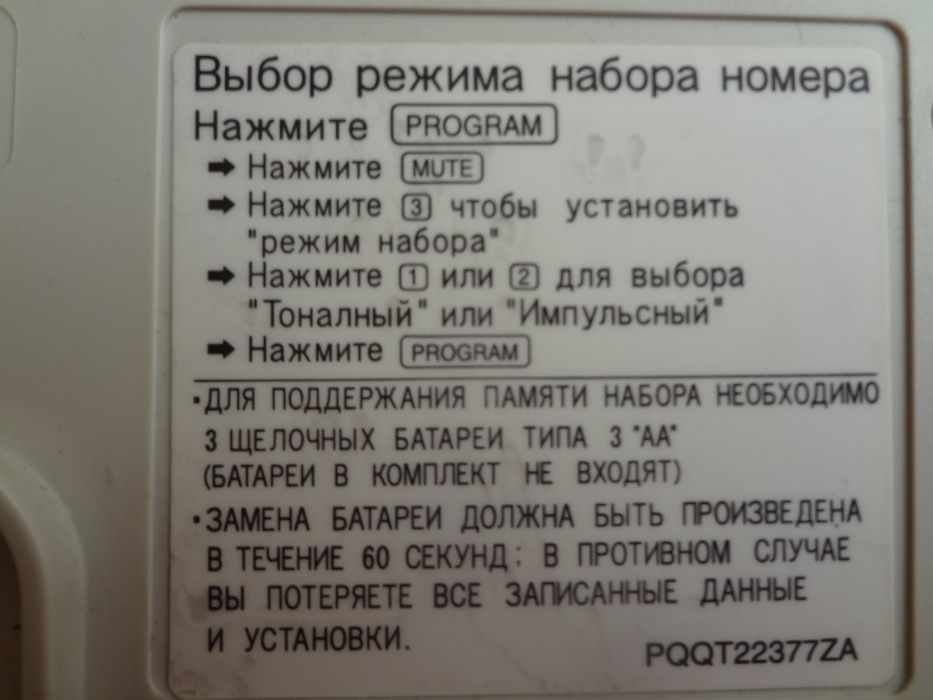 Выбор режима набора номера
Нажмите PROGRAM
➡ Нажмите MUTE
➡ Нажмите 3 чтобы установить
"режим набора"
➡ Нажмите 1 или 2 для выбора
"Тоналный" или "Импульсный"
➡ Нажмите PROGRAM
•ДЛЯ ПОДДЕРЖАНИЯ ПАМЯТИ НАБОРА НЕОБХОДИМО
3 ЩЕЛОЧНЫХ БАТАРЕИ ТИПА 3 "АА"
(БАТАРЕИ В КОМПЛЕКТ НЕ ВХОДЯТ)
•ЗАМЕНА БАТАРЕИ ДОЛЖНА БЫТЬ ПРОИЗВЕДЕНА
В ТЕЧЕНИЕ 60 СЕКУНД; В ПРОТИВНОМ СЛУЧАЕ
ВЫ ПОТЕРЯЕТЕ ВСЕ ЗАПИСАННЫЕ ДАННЫЕ
И УСТАНОВКИ.
PQQT22377ZA